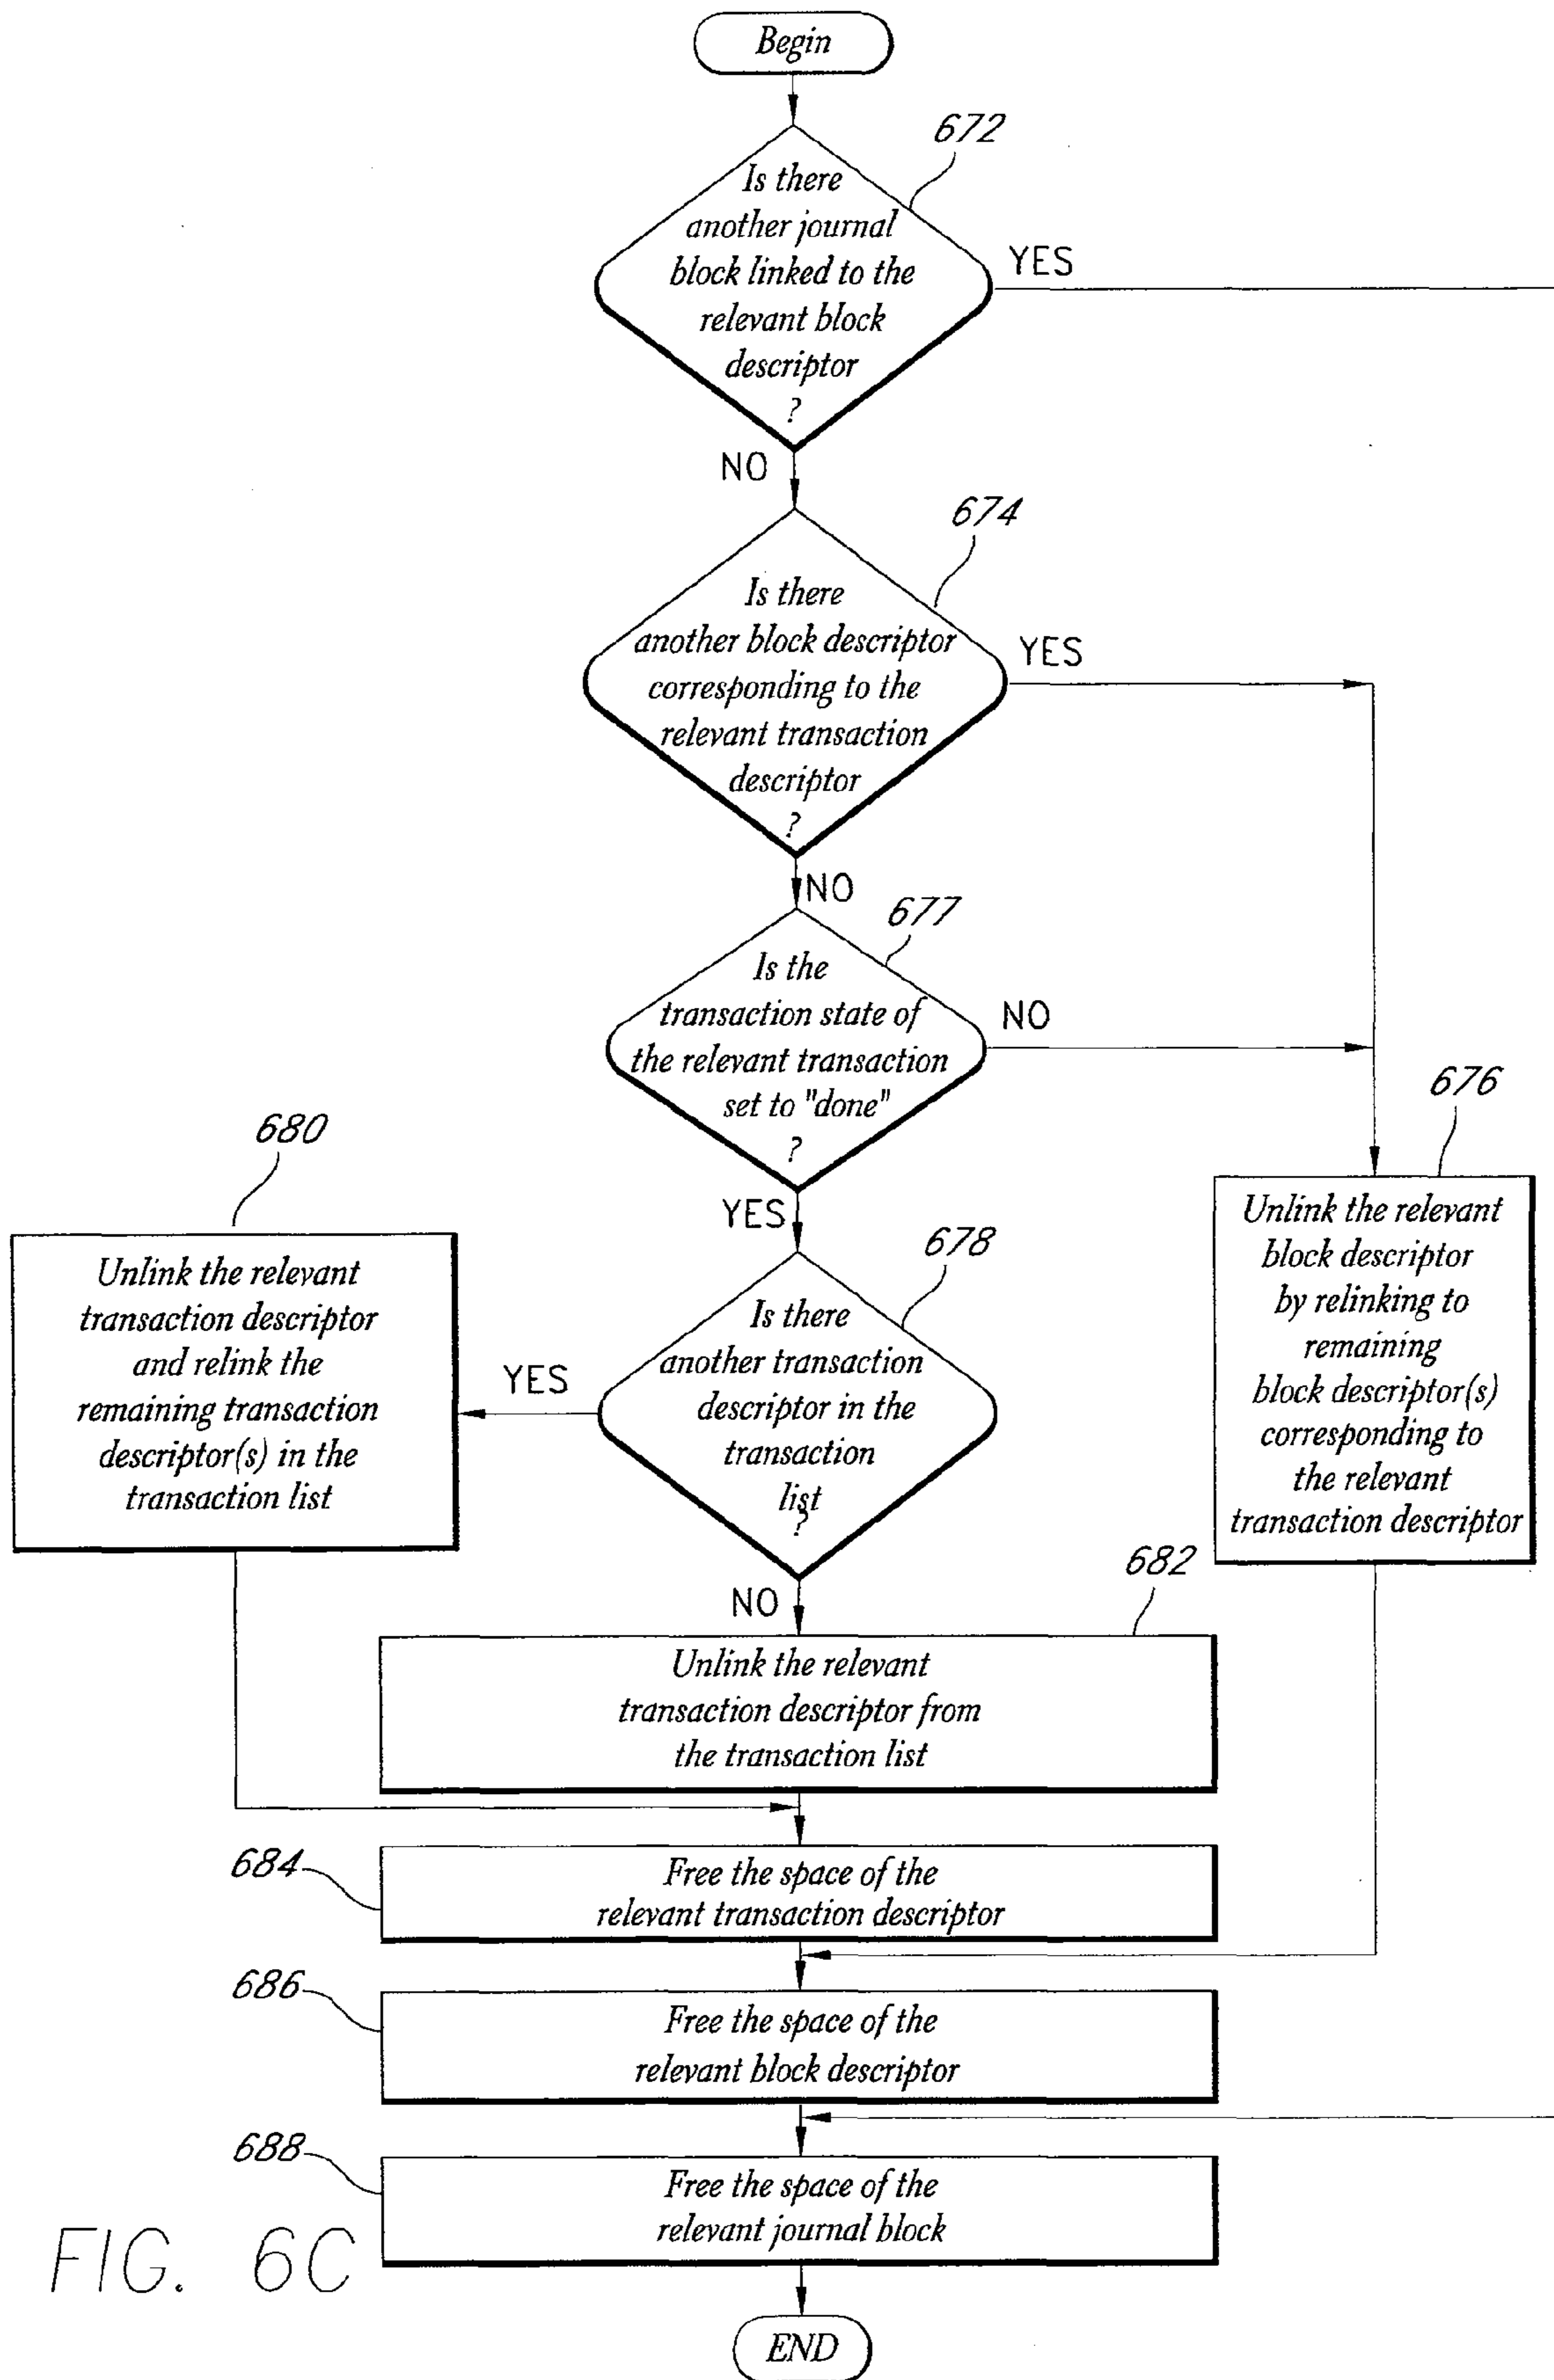 Begin
672
Is there
another journal
block linked to the
relevant block
descriptor
?
YES
NO
674
Is there
another block descriptor
corresponding to the
relevant transaction
descriptor
?
YES
NO
677
Is the
transaction state of
the relevant transaction
set to "done"
?
NO
YES
676
Unlink the relevant
block descriptor
by relinking to
remaining
block descriptor(s)
corresponding to
the relevant
transaction descriptor
680
Unlink the relevant
transaction descriptor
and relink the
remaining transaction
descriptor(s) in the
transaction list
678
Is there
another transaction
descriptor in the
transaction
list
?
YES
NO
682
Unlink the relevant
transaction descriptor from
the transaction list
684
Free the space of the
relevant transaction descriptor
686
Free the space of the
relevant block descriptor
688
Free the space of the
relevant journal block
FIG. 6C
END